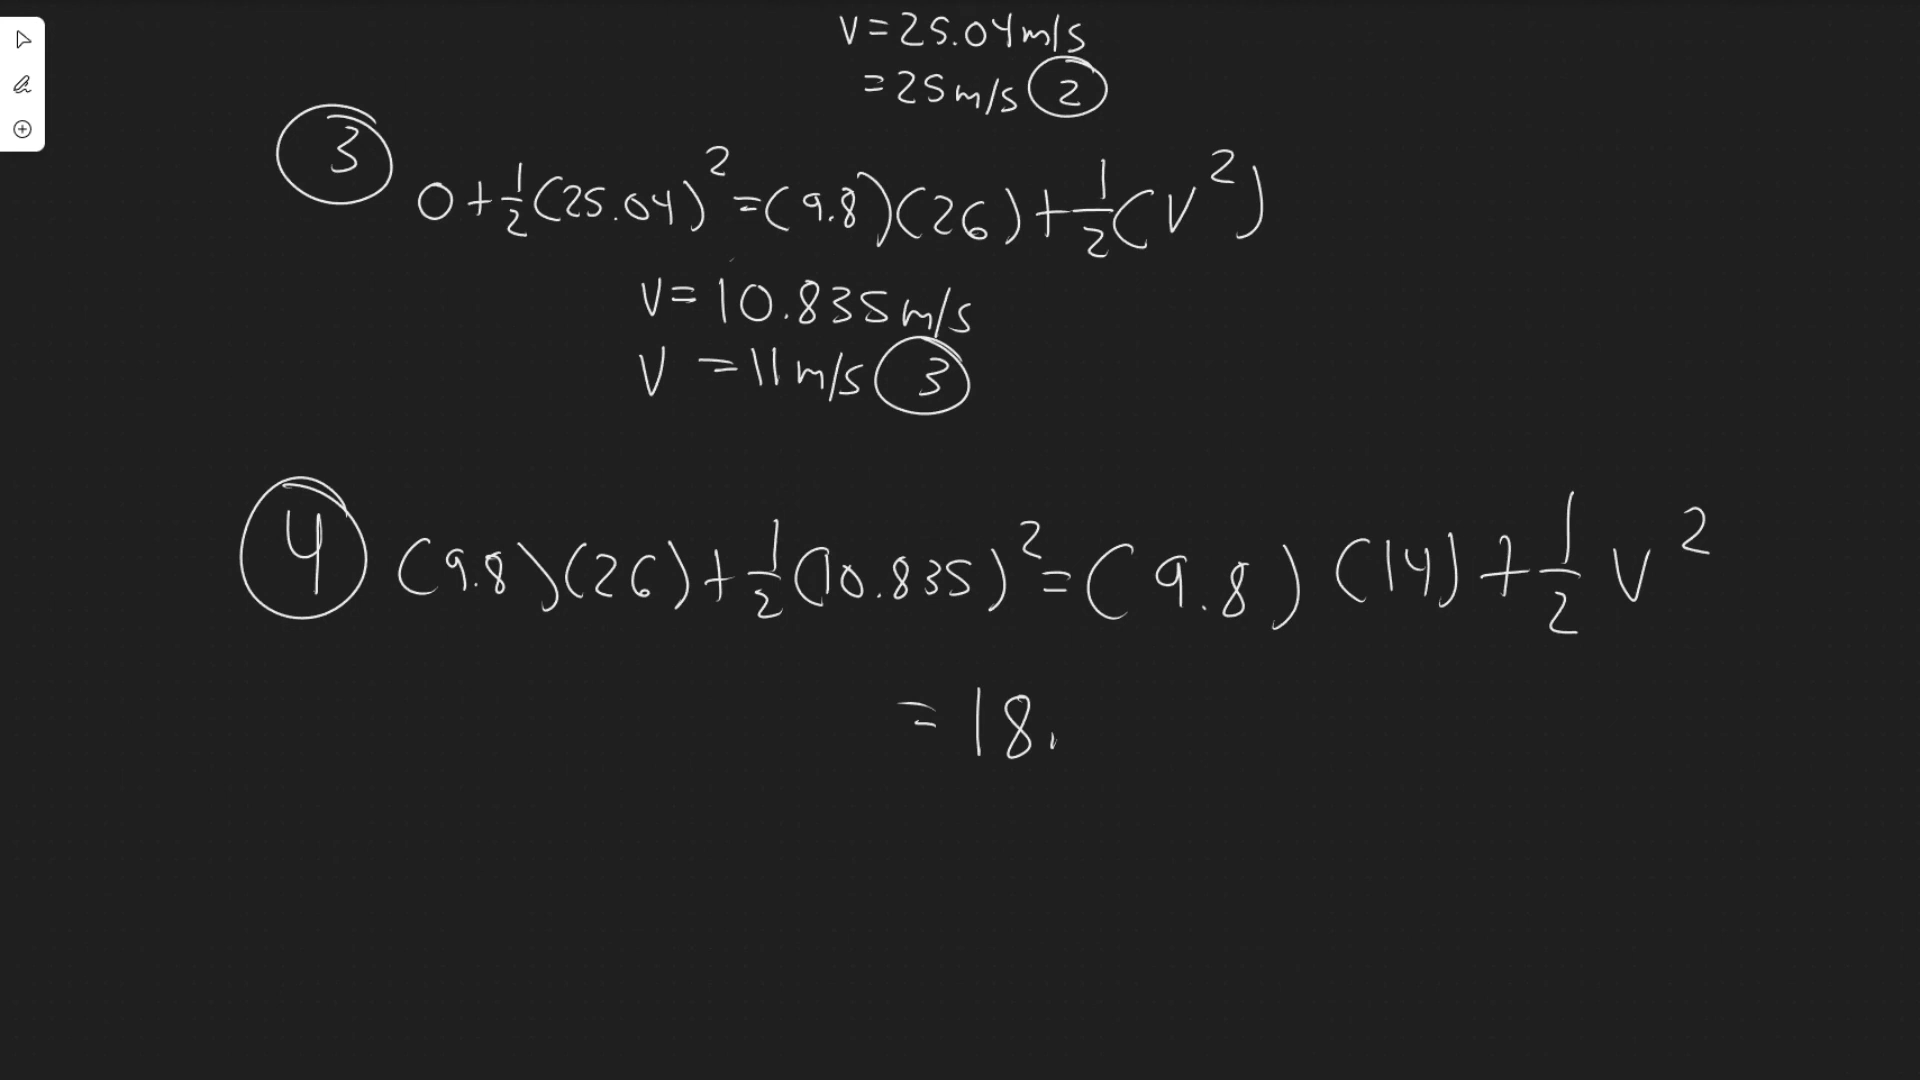 v=25.04m/s
=25m/s ②
③ 0+½(25.04)²=(9.8)(26)+½(v²)
v=10.835m/s
v =11m/s ③
④ (9.8)(26)+½(10.835)²=(9.8)(14)+½v²
=18.